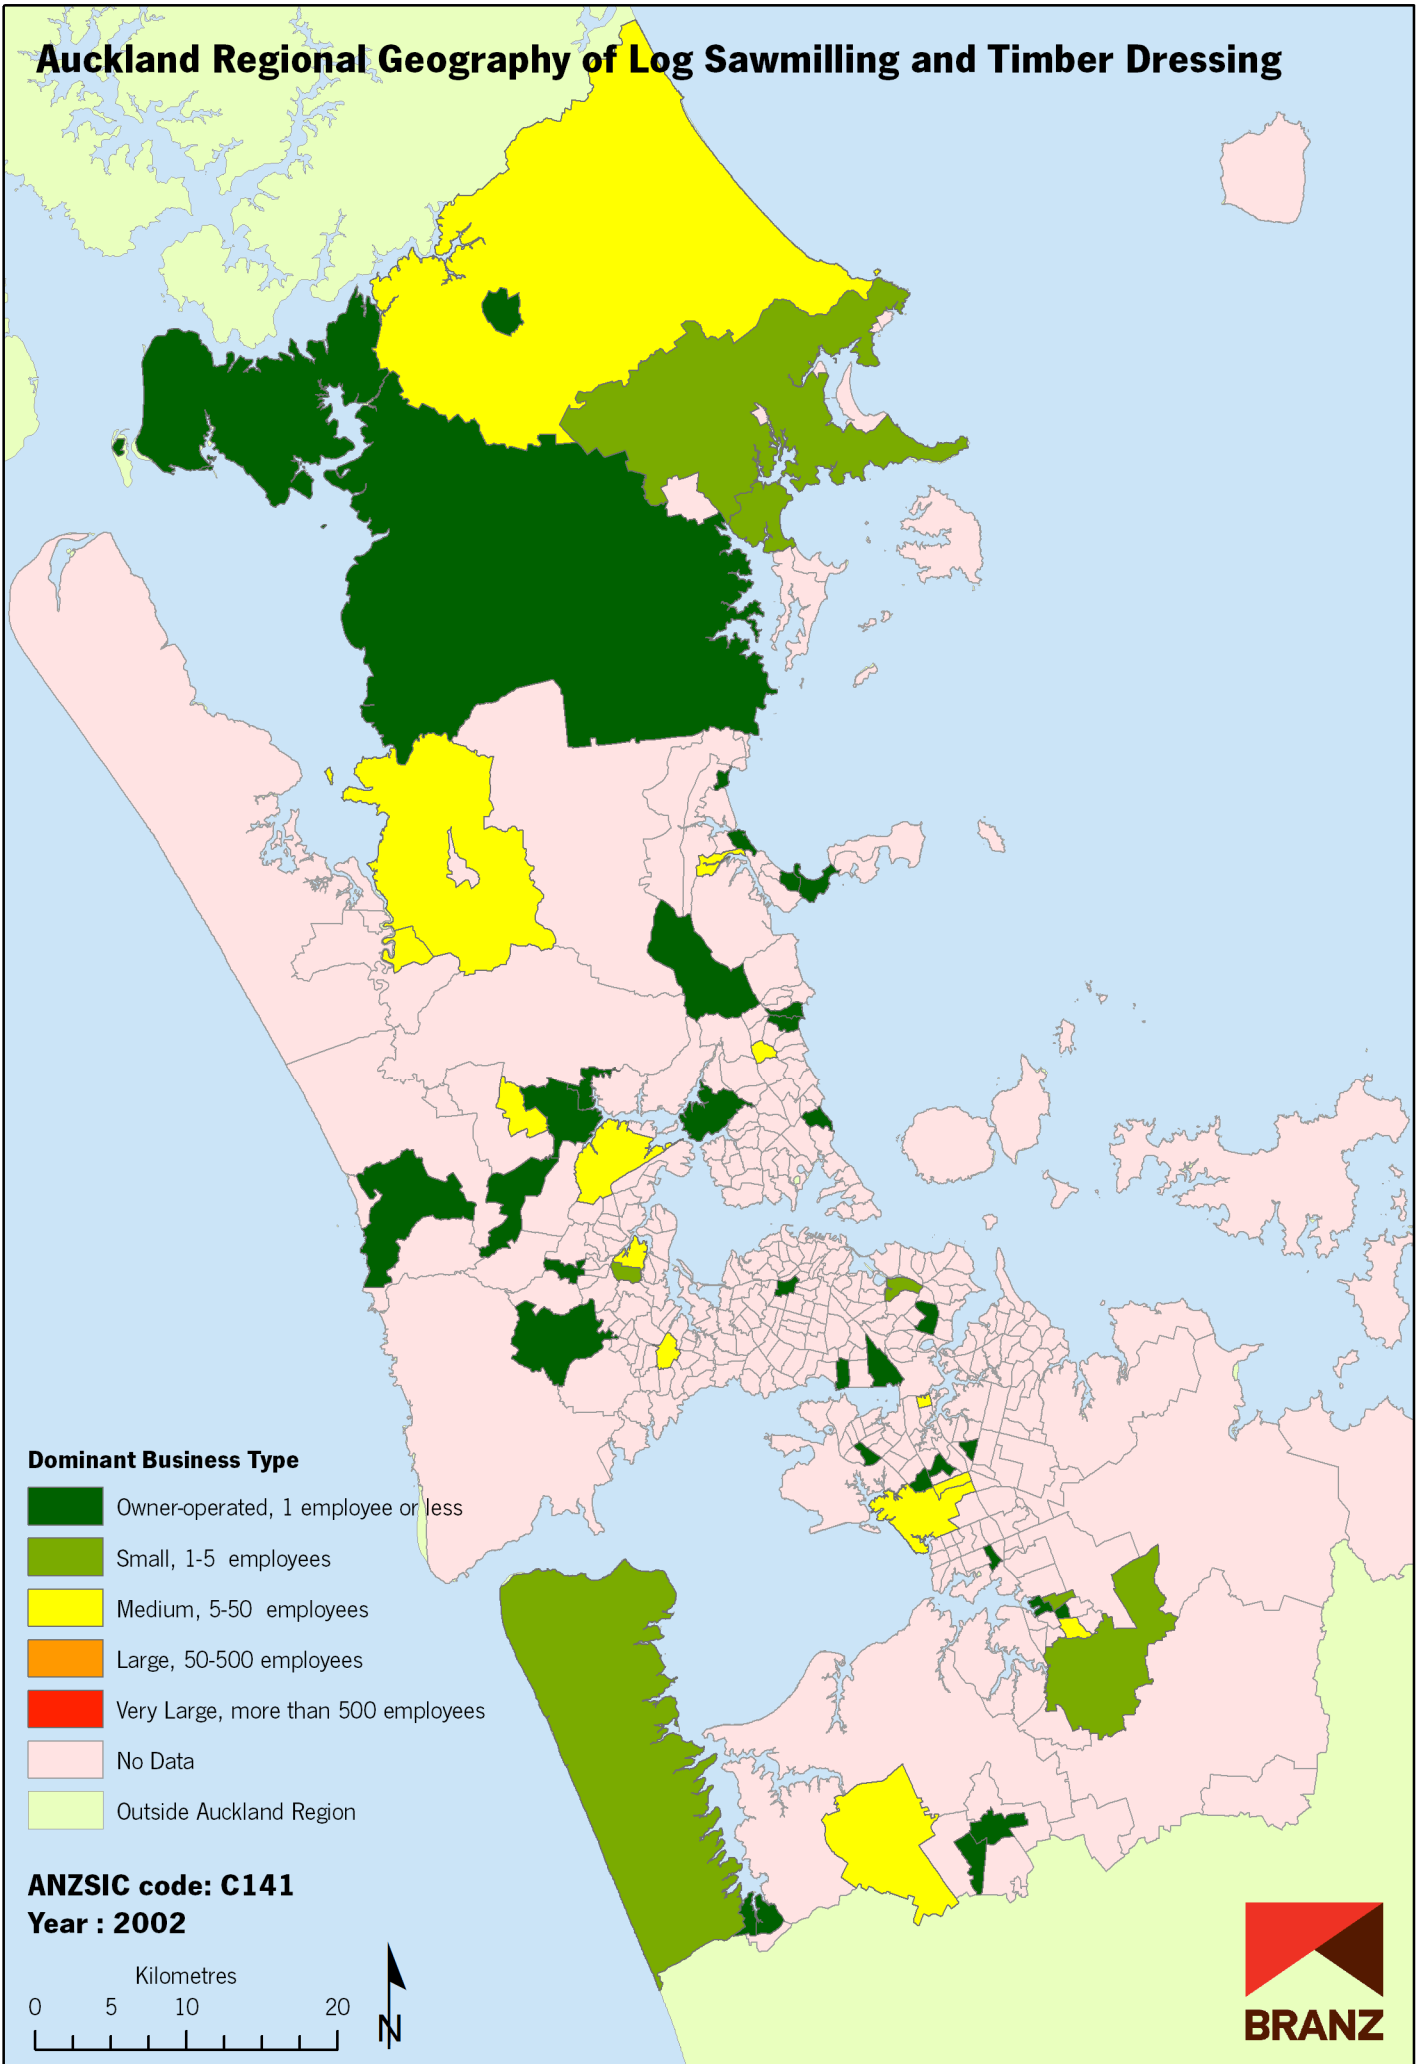 Auckland Regional Geography of Log Sawmilling and Timber Dressing
Dominant Business Type
Owner-operated, 1 employee or less
Small, 1-5 employees
Medium, 5-50 employees
Large, 50-500 employees
Very Large, more than 500 employees
No Data
Outside Auckland Region
ANZSIC code: C141
Year : 2002
Kilometres
0 5 10 20
N
BRANZ